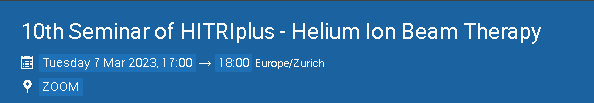 10th Seminar of HITRIplus - Helium Ion Beam Therapy
Tuesday 7 Mar 2023, 17:00 → 18:00 Europe/Zurich
ZOOM